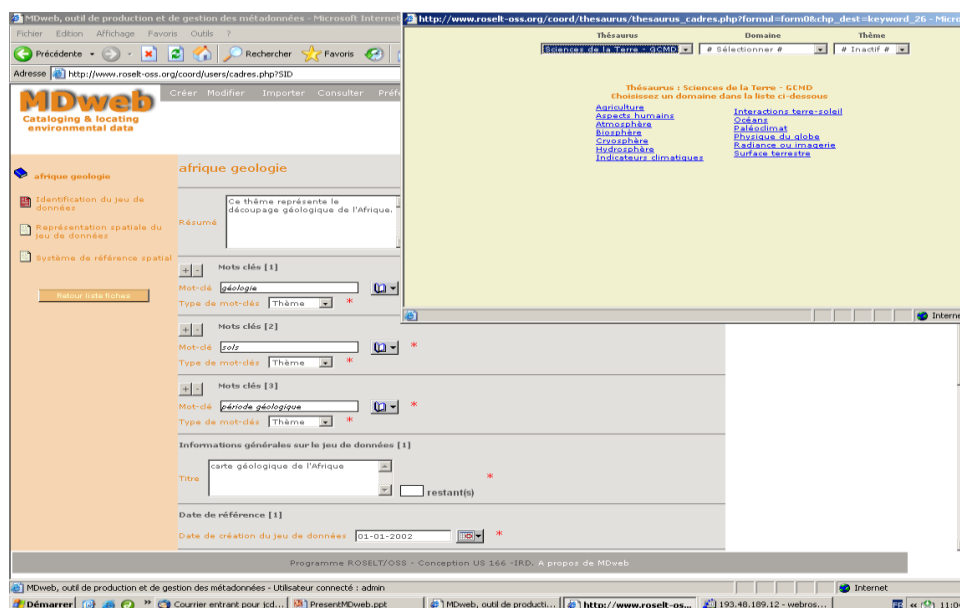 MDweb, outil de production et de gestion des métadonnées - Microsoft Internet
Fichier Edition Affichage Favoris Outils ?
Précédente Rechercher Favoris
Adresse http://www.roselt-oss.org/coord/users/cadres.php?SID
MDweb
Cataloging & locating
environmental data
Créer Modifier Importer Consulter
afrique geologie
Identification du jeu de
données
Représentation spatiale du
jeu de données
Système de référence spatial
Retour liste fiches
afrique geologie
Résumé
Ce thème représente le
découpage géologique de l'Afrique.
+ - Mots clés [1]
Mot-clé géologie
Type de mot-clés Thème *
+ - Mots clés [2]
Mot-clé sols *
Type de mot-clés Thème *
+ - Mots clés [3]
Mot-clé période géologique *
Type de mot-clés Thème *
Informations générales sur le jeu de données [1]
Titre carte géologique de l'Afrique *
restant(s)
Date de référence [1]
Date de création du jeu de données 01-01-2002 *
Programme ROSELT/OSS - Conception US 166 -IRD. A propos de MDweb
MDweb, outil de production et de gestion des métadonnées - Utilisateur connecté : admin
Internet
http://www.roselt-oss.org/coord/thesaurus/thesaurus_cadres.php?formul=form0&chp_dest=keyword_26 - Micro
Thésaurus Domaine Thème
Sciences de la Terre - GCMD # Sélectionner # # Inactif #
Thésaurus : Sciences de la Terre - GCMD
Choisissez un domaine dans la liste ci-dessous
Agriculture
Aspects humains
Atmosphère
Biosphère
Cryosphère
Hydrosphère
Indicateurs climatiques
Interactions terre-soleil
Océans
Paléoclimat
Physique du globe
Radiance ou imagerie
Surface terrestre
Interne
Démarrer » Courrier entrant pour jcd... PresentMDweb.ppt MDweb, outil de producti... http://www.roselt-os... 193.48.189.12 - webros... FR « 11:0